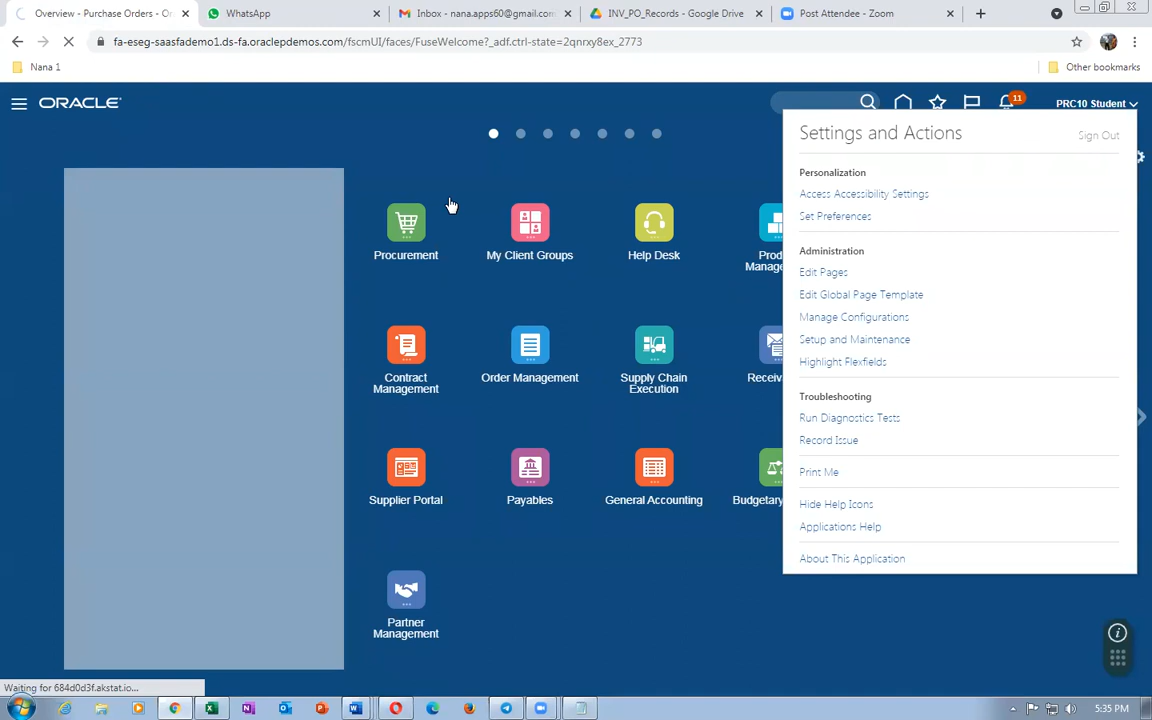 Overview - Purchase Orders - Or
WhatsApp
Inbox - nana.apps60@gmail.com
INV_PO_Records - Google Drive
Post Attendee - Zoom
fa-eseg-saasfademo1.ds-fa.oraclepdemos.com/fscmUI/faces/FuseWelcome?_adf.ctrl-state=2qnrxy8ex_2773
Nana 1
Other bookmarks
ORACLE
11
PRC10 Student
Settings and Actions
Sign Out
Personalization
Access Accessibility Settings
Set Preferences
Administration
Edit Pages
Edit Global Page Template
Manage Configurations
Setup and Maintenance
Highlight Flexfields
Troubleshooting
Run Diagnostics Tests
Record Issue
Print Me
Hide Help Icons
Applications Help
About This Application
Procurement
My Client Groups
Help Desk
Prod
Manage
Contract
Management
Order Management
Supply Chain
Execution
Receiv
Supplier Portal
Payables
General Accounting
Budgetary
Partner
Management
Waiting for 684d0d3f.akstat.io...
5:35 PM